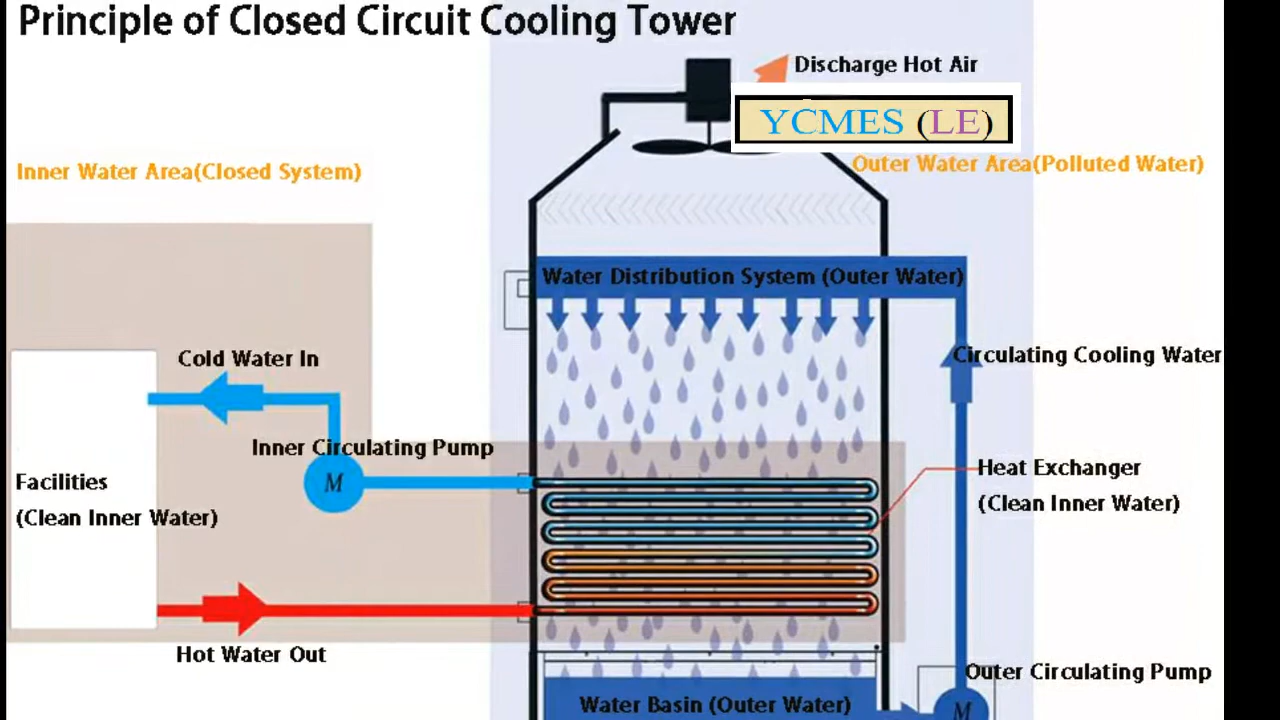 Principle of Closed Circuit Cooling Tower
Discharge Hot Air
YCMES (LE)
Inner Water Area(Closed System)
Outer Water Area(Polluted Water)
Water Distribution System (Outer Water)
Cold Water In
Circulating Cooling Water
Inner Circulating Pump
M
Heat Exchanger
(Clean Inner Water)
Facilities
(Clean Inner Water)
Hot Water Out
Outer Circulating Pump
Water Basin (Outer Water)
M